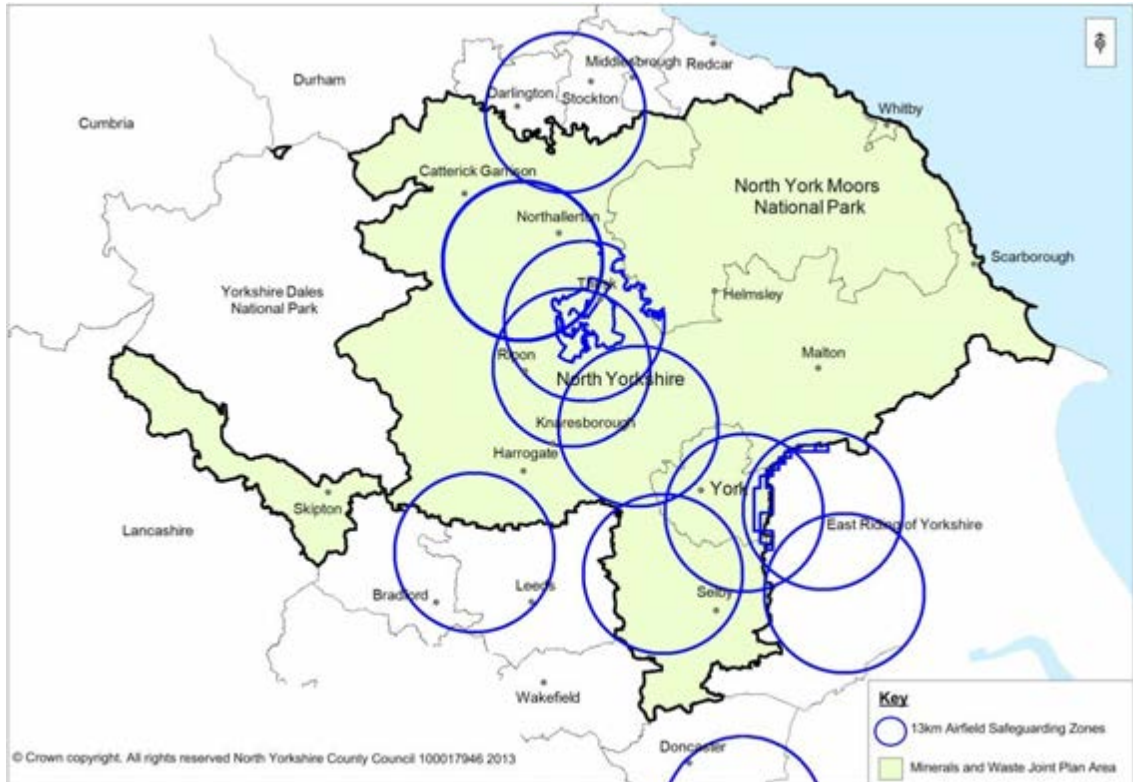 Durham
Cumbria
Darlington
Middlesbrough
Stockton
Redcar
Whitby
Catterick Garrison
North York Moors
National Park
Northallerton
Scarborough
Thirsk
Helmsley
Yorkshire Dales
National Park
Malton
Ripon
North Yorkshire
Knaresborough
Harrogate
York
Skipton
Lancashire
East Riding of Yorkshire
Bradford
Leeds
Selby
Wakefield
Doncaster
Key
13km Airfield Safeguarding Zones
Minerals and Waste Joint Plan Area
© Crown copyright. All rights reserved North Yorkshire County Council 100017946 2013